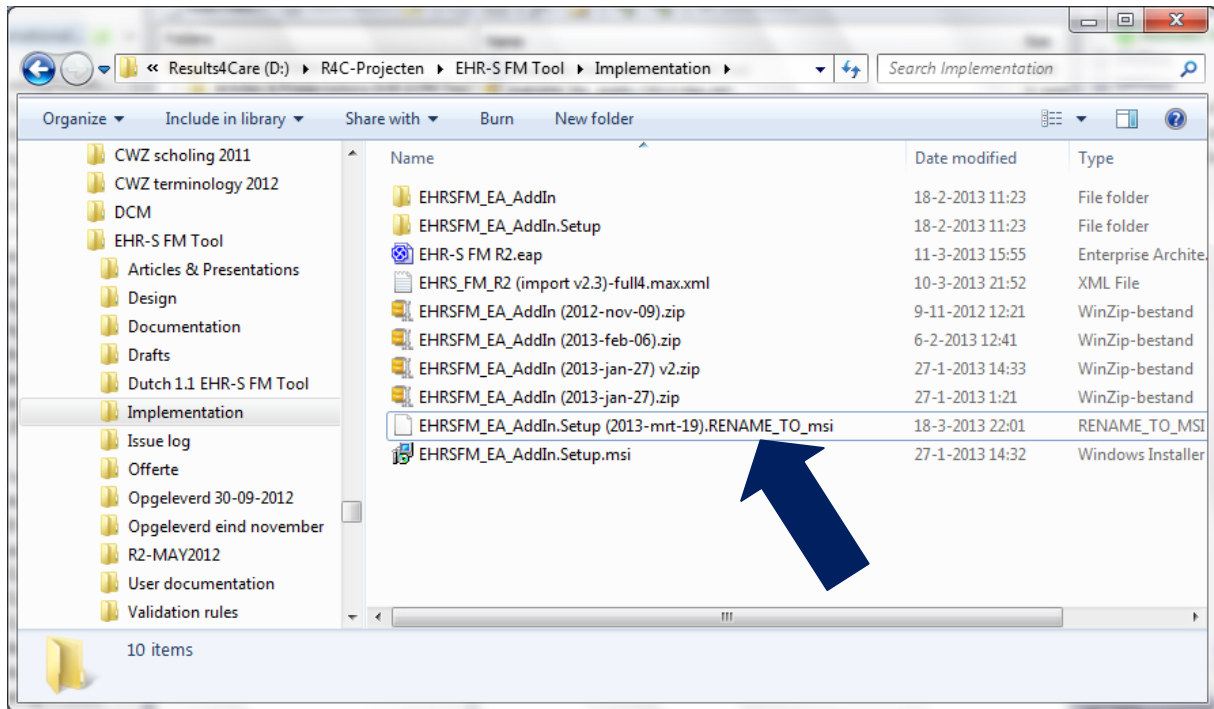 « Results4Care (D:) R4C-Projecten EHR-S FM Tool Implementation Search Implementation
Organize Include in library Share with Burn New folder
CWZ scholing 2011
CWZ terminology 2012
DCM
EHR-S FM Tool
Articles & Presentations
Design
Documentation
Drafts
Dutch 1.1 EHR-S FM Tool
Implementation
Issue log
Offerte
Opgeleverd 30-09-2012
Opgeleverd eind november
R2-MAY2012
User documentation
Validation rules
Name Date modified Type
EHRSFM_EA_AddIn 18-2-2013 11:23 File folder
EHRSFM_EA_AddIn.Setup 18-2-2013 11:23 File folder
EHR-S FM R2.eap 11-3-2013 15:55 Enterprise Archite.
EHRS_FM_R2 (import v2.3)-full4.max.xml 10-3-2013 21:52 XML File
EHRSFM_EA_AddIn (2012-nov-09).zip 9-11-2012 12:21 WinZip-bestand
EHRSFM_EA_AddIn (2013-feb-06).zip 6-2-2013 12:41 WinZip-bestand
EHRSFM_EA_AddIn (2013-jan-27) v2.zip 27-1-2013 14:33 WinZip-bestand
EHRSFM_EA_AddIn (2013-jan-27).zip 27-1-2013 1:21 WinZip-bestand
EHRSFM_EA_AddIn.Setup (2013-mrt-19).RENAME_TO_msi 18-3-2013 22:01 RENAME_TO_MSI
EHRSFM_EA_AddIn.Setup.msi 27-1-2013 14:32 Windows Installer
10 items